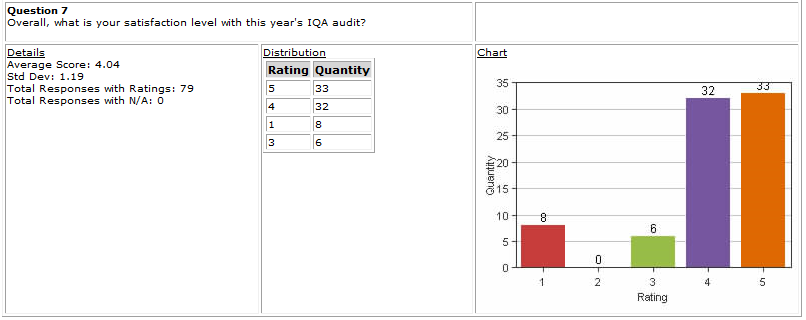 Question 7
Overall, what is your satisfaction level with this year's IQA audit?
Details
Average Score: 4.04
Std Dev: 1.19
Total Responses with Ratings: 79
Total Responses with N/A: 0
Distribution
Rating Quantity
5 33
4 32
1 8
3 6
Chart
35
30
25
20
15
10
5
0
Quantity
8
0
6
32
33
1 2 3 4 5
Rating